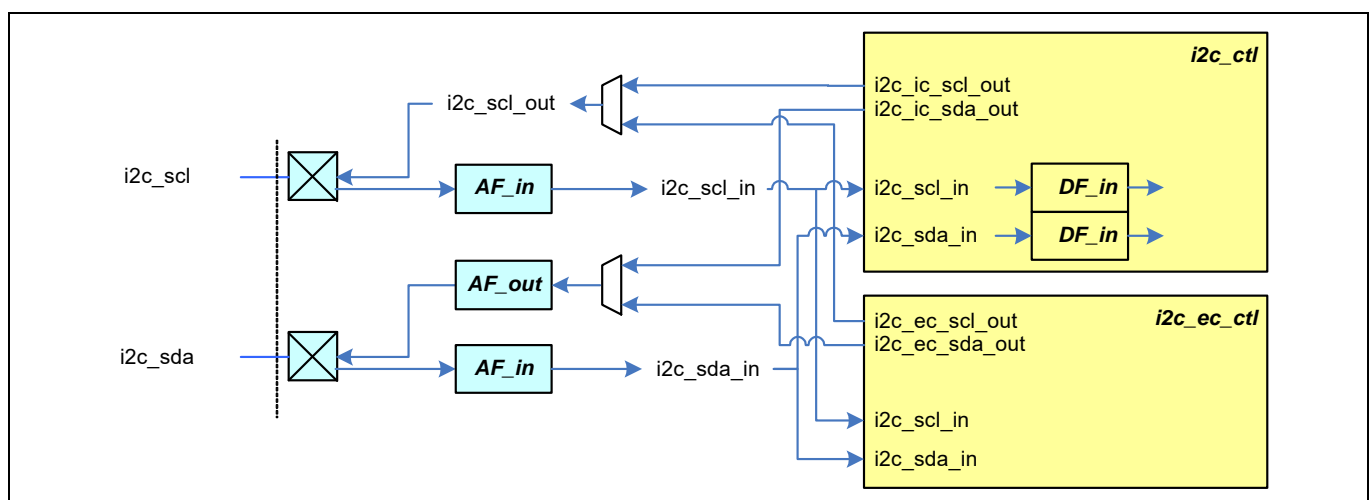 i2c_ctl
i2c_ic_scl_out
i2c_scl_out
i2c_ic_sda_out
i2c_scl
AF_in
i2c_scl_in
i2c_scl_in
DF_in
i2c_sda_in
DF_in
AF_out
i2c_ec_scl_out
i2c_ec_ctl
i2c_ec_sda_out
i2c_sda
AF_in
i2c_sda_in
i2c_scl_in
i2c_sda_in